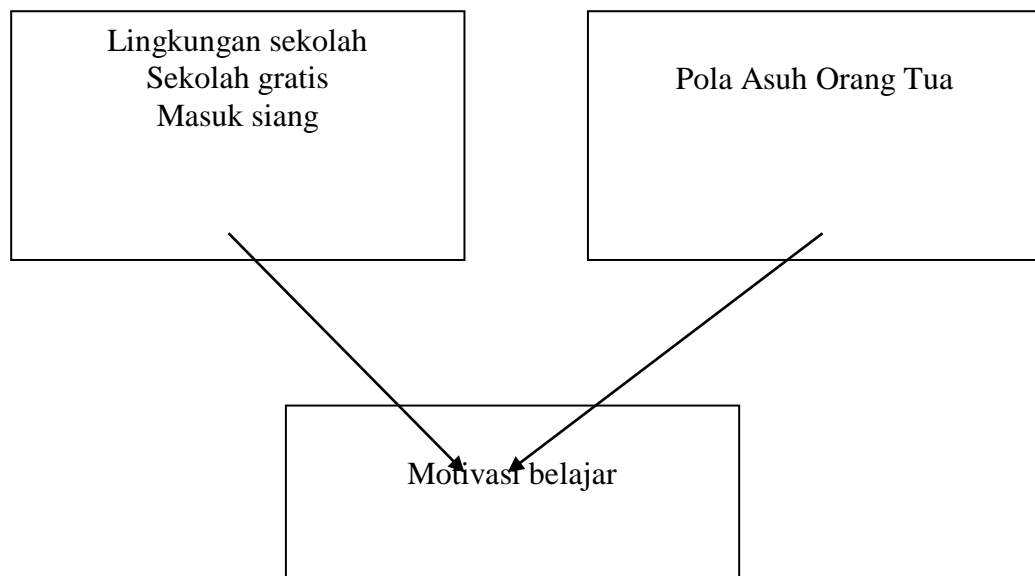 Lingkungan sekolah
Sekolah gratis
Masuk siang
Pola Asuh Orang Tua
Motivasi belajar